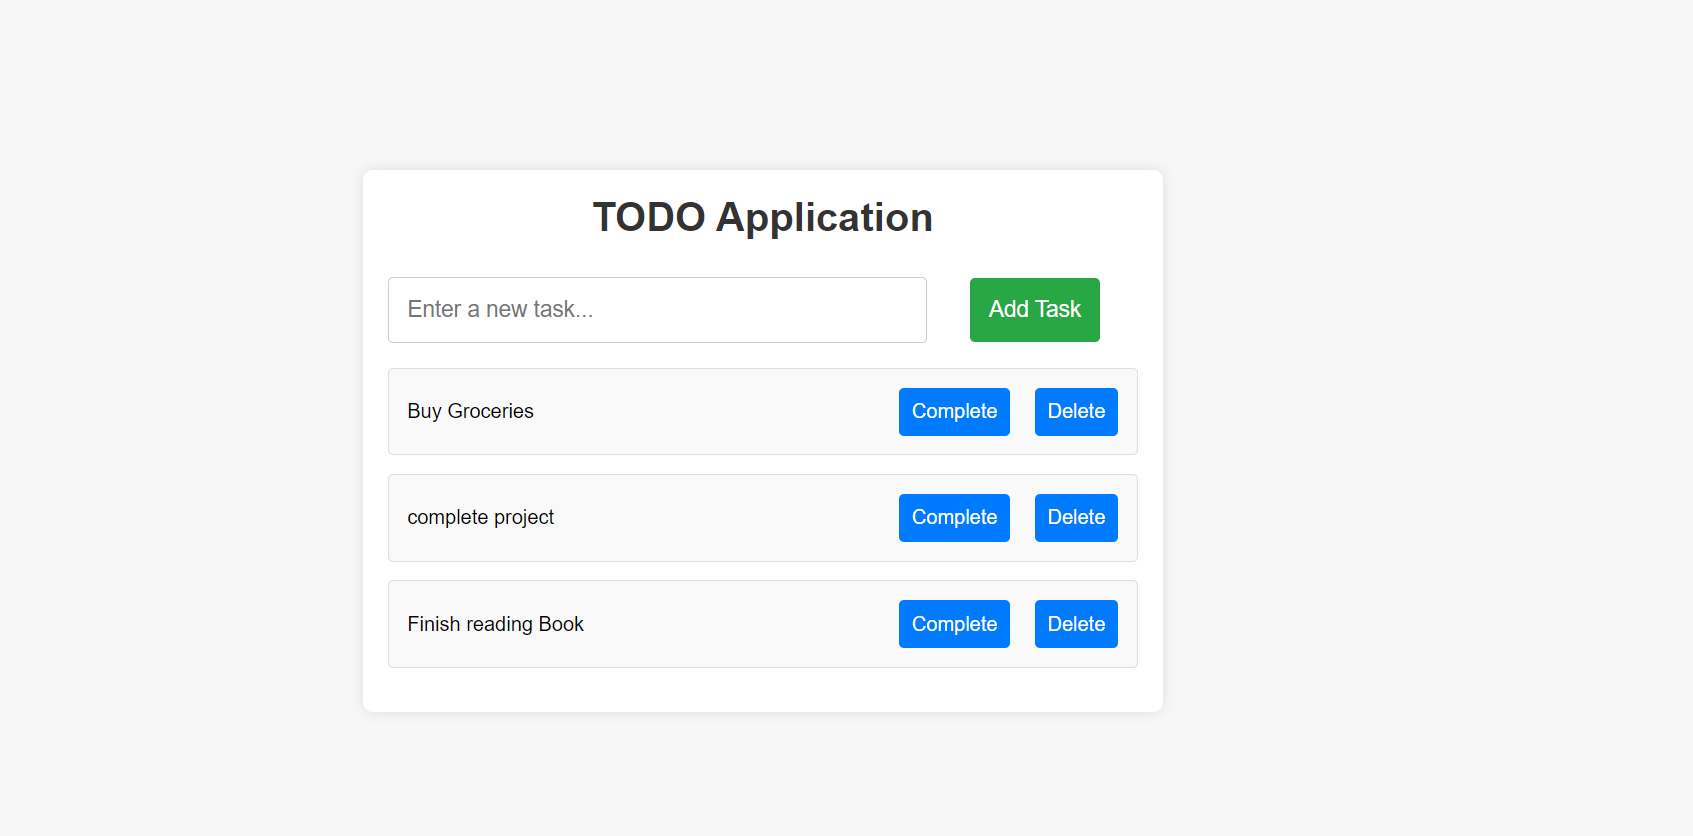 TODO Application
Enter a new task... Add Task
Buy Groceries Complete Delete
complete project Complete Delete
Finish reading Book Complete Delete